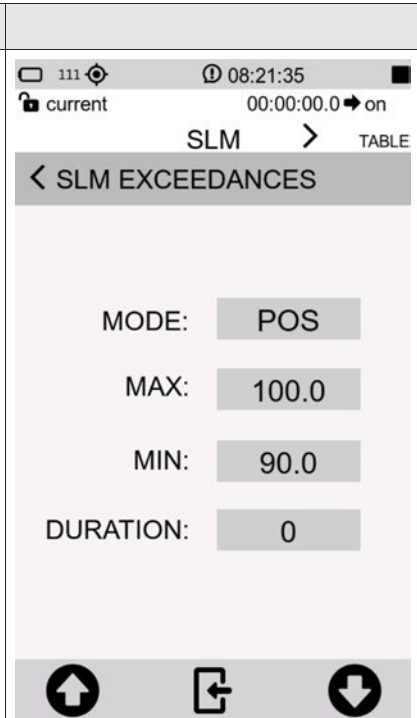 111 08:21:35
current 00:00:00.0 on
SLM > TABLE
< SLM EXCEEDANCES
MODE: POS
MAX: 100.0
MIN: 90.0
DURATION: 0